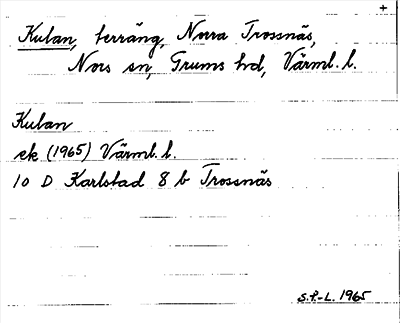 +
Kulan, terräng, Norra Trossnäs,
Nors sn, Grums hd, Värml. l.
Kulan
ek (1965) Värml. l.
10 D Karlstad 8 b Trossnäs
S.F.-L. 1965